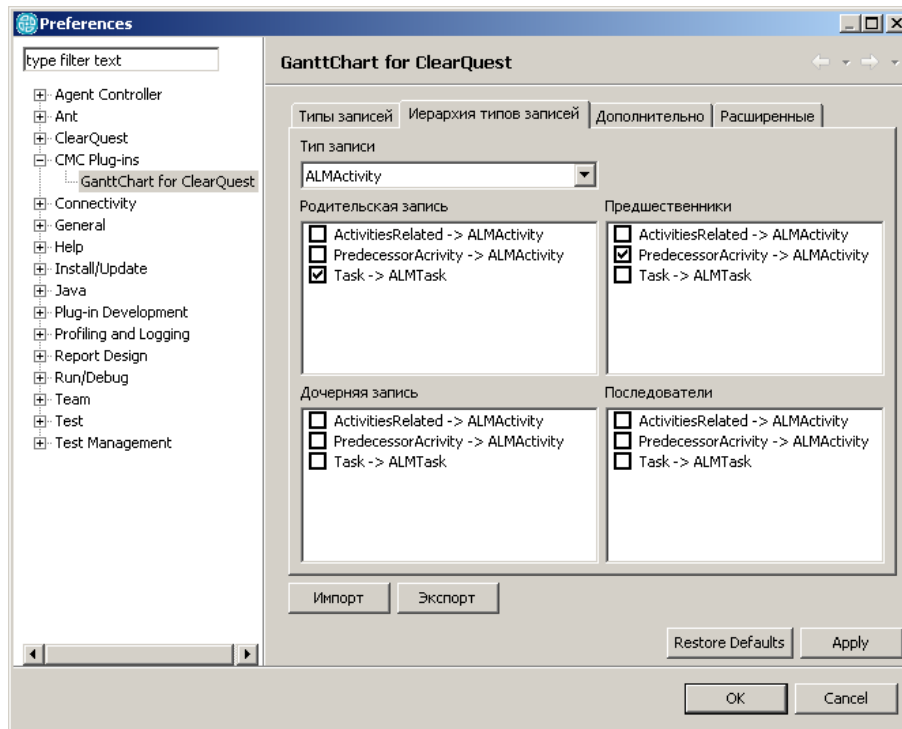 Preferences
type filter text
Agent Controller
Ant
ClearQuest
CMC Plug-ins
GanttChart for ClearQuest
Connectivity
General
Help
Install/Update
Java
Plug-in Development
Profiling and Logging
Report Design
Run/Debug
Team
Test
Test Management
GanttChart for ClearQuest
Типы записей Иерархия типов записей Дополнительно Расширенные
Тип записи
ALMActivity
Родительская запись
ActivitiesRelated -> ALMActivity
PredecessorAcrivity -> ALMActivity
Task -> ALMTask
Предшественники
ActivitiesRelated -> ALMActivity
PredecessorAcrivity -> ALMActivity
Task -> ALMTask
Дочерняя запись
ActivitiesRelated -> ALMActivity
PredecessorAcrivity -> ALMActivity
Task -> ALMTask
Последователи
ActivitiesRelated -> ALMActivity
PredecessorAcrivity -> ALMActivity
Task -> ALMTask
Импорт Экспорт
Restore Defaults Apply
OK Cancel